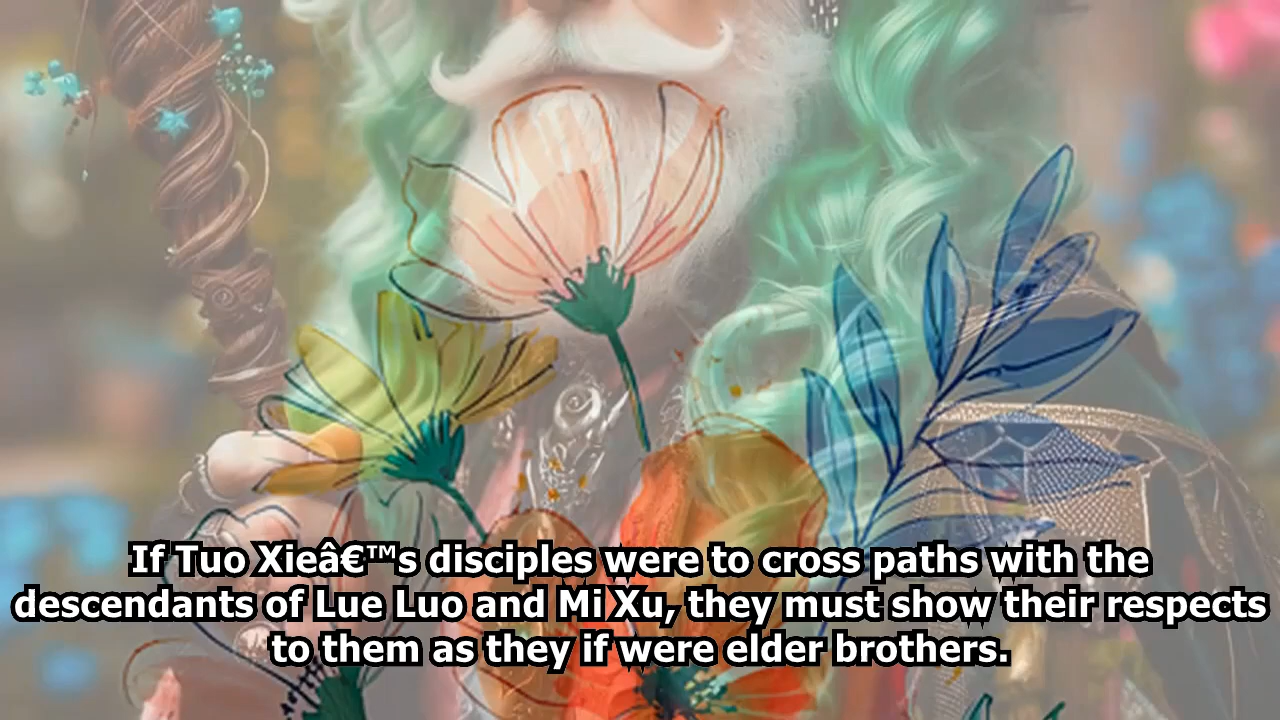 If Tuo Xieâ€™s disciples were to cross paths with the
descendants of Lue Luo and Mi Xu, they must show their respects
to them as they if were elder brothers.